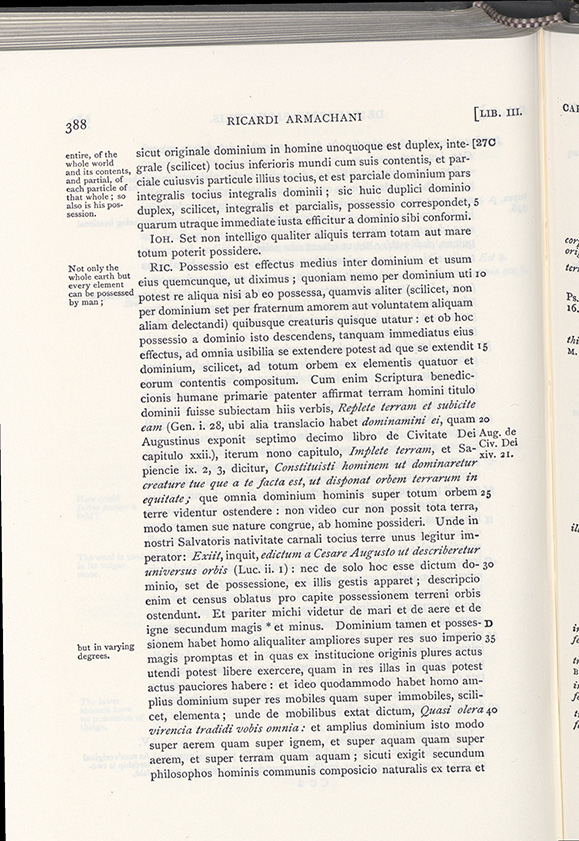 388
RICARDI ARMACHANI
[LIB. III.
entire, of the
whole world
and its contents,
and partial, of
each particle of
that whole; so
also is his pos-
session.
sicut originale dominium in homine unoquoque est duplex, inte- [27C
grale (scilicet) tocius inferioris mundi cum suis contentis, et par-
ciale cuiusvis particule illius tocius, et est parciale dominium pars
integralis tocius integralis dominii; sic huic duplici dominio
duplex, scilicet, integralis et parcialis, possessio correspondet, 5
quarum utraque immediate iusta efficitur a dominio sibi conformi.
IOH. Set non intelligo qualiter aliquis terram totam aut mare
totum poterit possidere.
Not only the
whole earth but
every element
can be possessed
by man;
RIC. Possessio est effectus medius inter dominium et usum
eius quemcunque, ut diximus; quoniam nemo per dominium uti 10
potest re aliqua nisi ab eo possessa, quamvis aliter (scilicet, non
per dominium set per fraternum amorem aut voluntatem aliquam
aliam delectandi) quibusque creaturis quisque utatur: et ob hoc
possessio a dominio isto descendens, tanquam immediatus eius
effectus, ad omnia usibilia se extendere potest ad que se extendit 15
dominium, scilicet, ad totum orbem ex elementis quatuor et
eorum contentis compositum. Cum enim Scriptura benedic-
cionis humane primarie patenter affirmat terram homini titulo
dominii fuisse subiectam hiis verbis, Replete terram et subicite
eam (Gen. i. 28, ubi alia translacio habet dominamini ei, quam 20
Augustinus exponit septimo decimo libro de Civitate Dei
capitulo xxii.), iterum nono capitulo, Implete terram, et Sa-
piencie ix. 2, 3, dicitur, Constituisti hominem ut dominaretur
creature tue que a te facta est, ut disponat orbem terrarum in
equitate; que omnia dominium hominis super totum orbem 25
terre videntur ostendere: non video cur non possit tota terra,
modo tamen sue nature congrue, ab homine possideri. Unde in
nostri Salvatoris nativitate carnali tocius terre unus legitur im-
perator: Exiit, inquit, edictum a Cesare Augusto ut describeretur
universus orbis (Luc. ii. 1): nec de solo hoc esse dictum do- 30
minio, set de possessione, ex illis gestis apparet; descripcio
enim et census oblatus pro capite possessionem terreni orbis
ostendunt. Et pariter michi videtur de mari et de aere et de
igne secundum magis * et minus. Dominium tamen et posses- D
sionem habet homo aliqualiter ampliores super res suo imperio 35
magis promptas et in quas ex institucione originis plures actus
utendi potest libere exercere, quam in res illas in quas potest
actus pauciores habere: et ideo quodammodo habet homo am-
plius dominium super res mobiles quam super immobiles, scili-
cet, elementa; unde de mobilibus extat dictum, Quasi olera 40
virencia tradidi vobis omnia: et amplius dominium isto modo
super aerem quam super ignem, et super aquam quam super
aerem, et super terram quam aquam; sicuti exigit secundum
philosophos hominis communis composicio naturalis ex terra et
Aug. de
Civ. Dei
xiv. 21.
but in varying
degrees.
Ps.
16.
M.